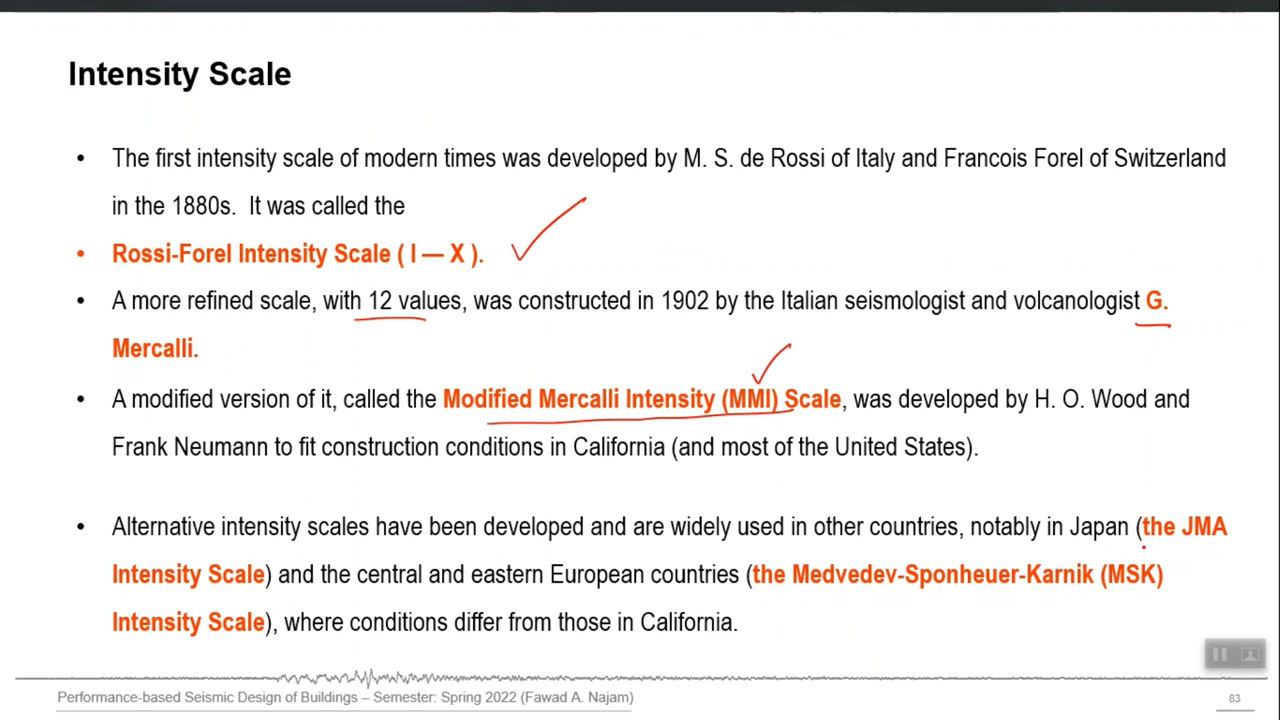 Intensity Scale
• The first intensity scale of modern times was developed by M. S. de Rossi of Italy and Francois Forel of Switzerland
in the 1880s. It was called the
• Rossi-Forel Intensity Scale ( I — X ).
• A more refined scale, with 12 values, was constructed in 1902 by the Italian seismologist and volcanologist G.
Mercalli.
• A modified version of it, called the Modified Mercalli Intensity (MMI) Scale, was developed by H. O. Wood and
Frank Neumann to fit construction conditions in California (and most of the United States).
• Alternative intensity scales have been developed and are widely used in other countries, notably in Japan (the JMA
Intensity Scale) and the central and eastern European countries (the Medvedev-Sponheuer-Karnik (MSK)
Intensity Scale), where conditions differ from those in California.
Performance-based Seismic Design of Buildings – Semester: Spring 2022 (Fawad A. Najam)
83